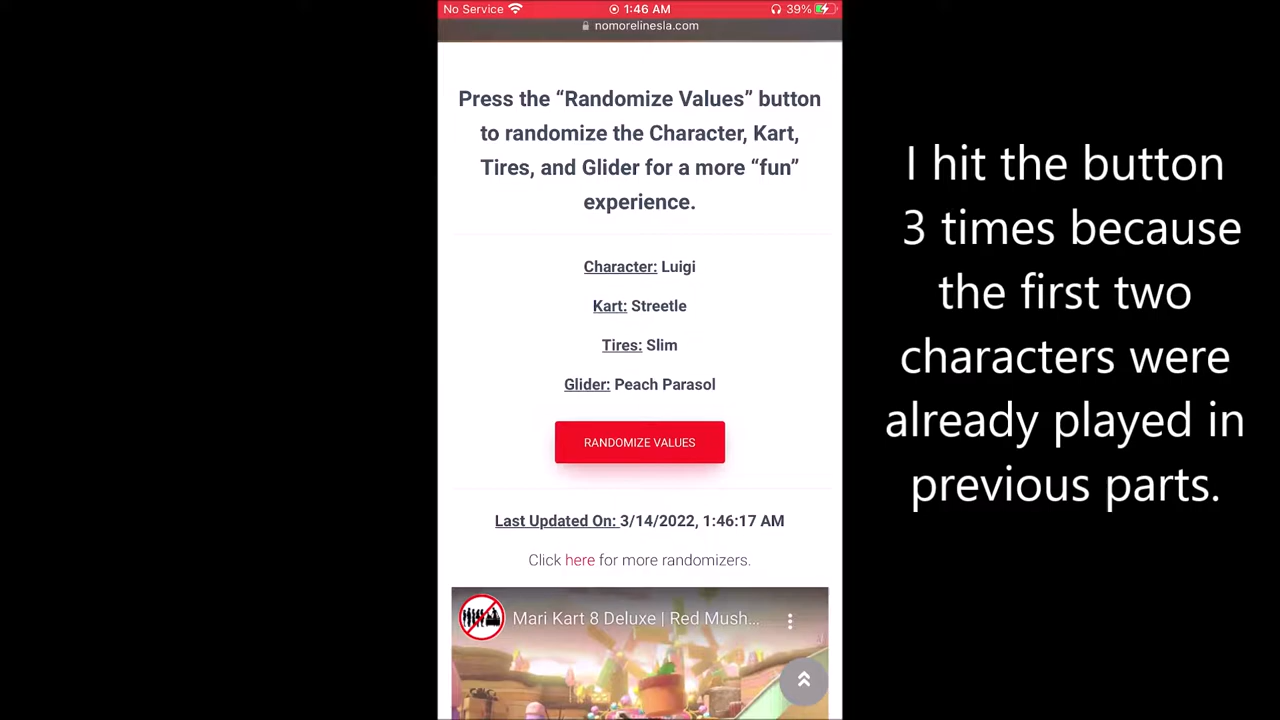 No Service
1:46 AM
39%
nomorelinesla.com
Press the “Randomize Values” button
to randomize the Character, Kart,
Tires, and Glider for a more “fun”
experience.
Character: Luigi
Kart: Streetle
Tires: Slim
Glider: Peach Parasol
RANDOMIZE VALUES
Last Updated On: 3/14/2022, 1:46:17 AM
Click here for more randomizers.
Mari Kart 8 Deluxe | Red Mush...
I hit the button
3 times because
the first two
characters were
already played in
previous parts.